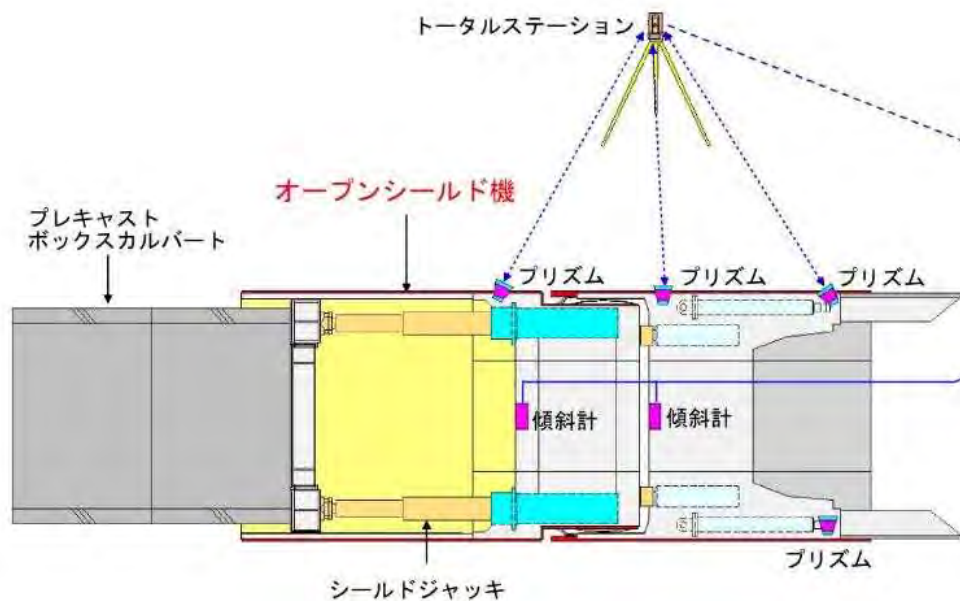 トータルステーション
オープンシールド機
プレキャスト
ボックスカルバート
プリズム
プリズム
プリズム
傾斜計
傾斜計
プリズム
シールドジャッキ